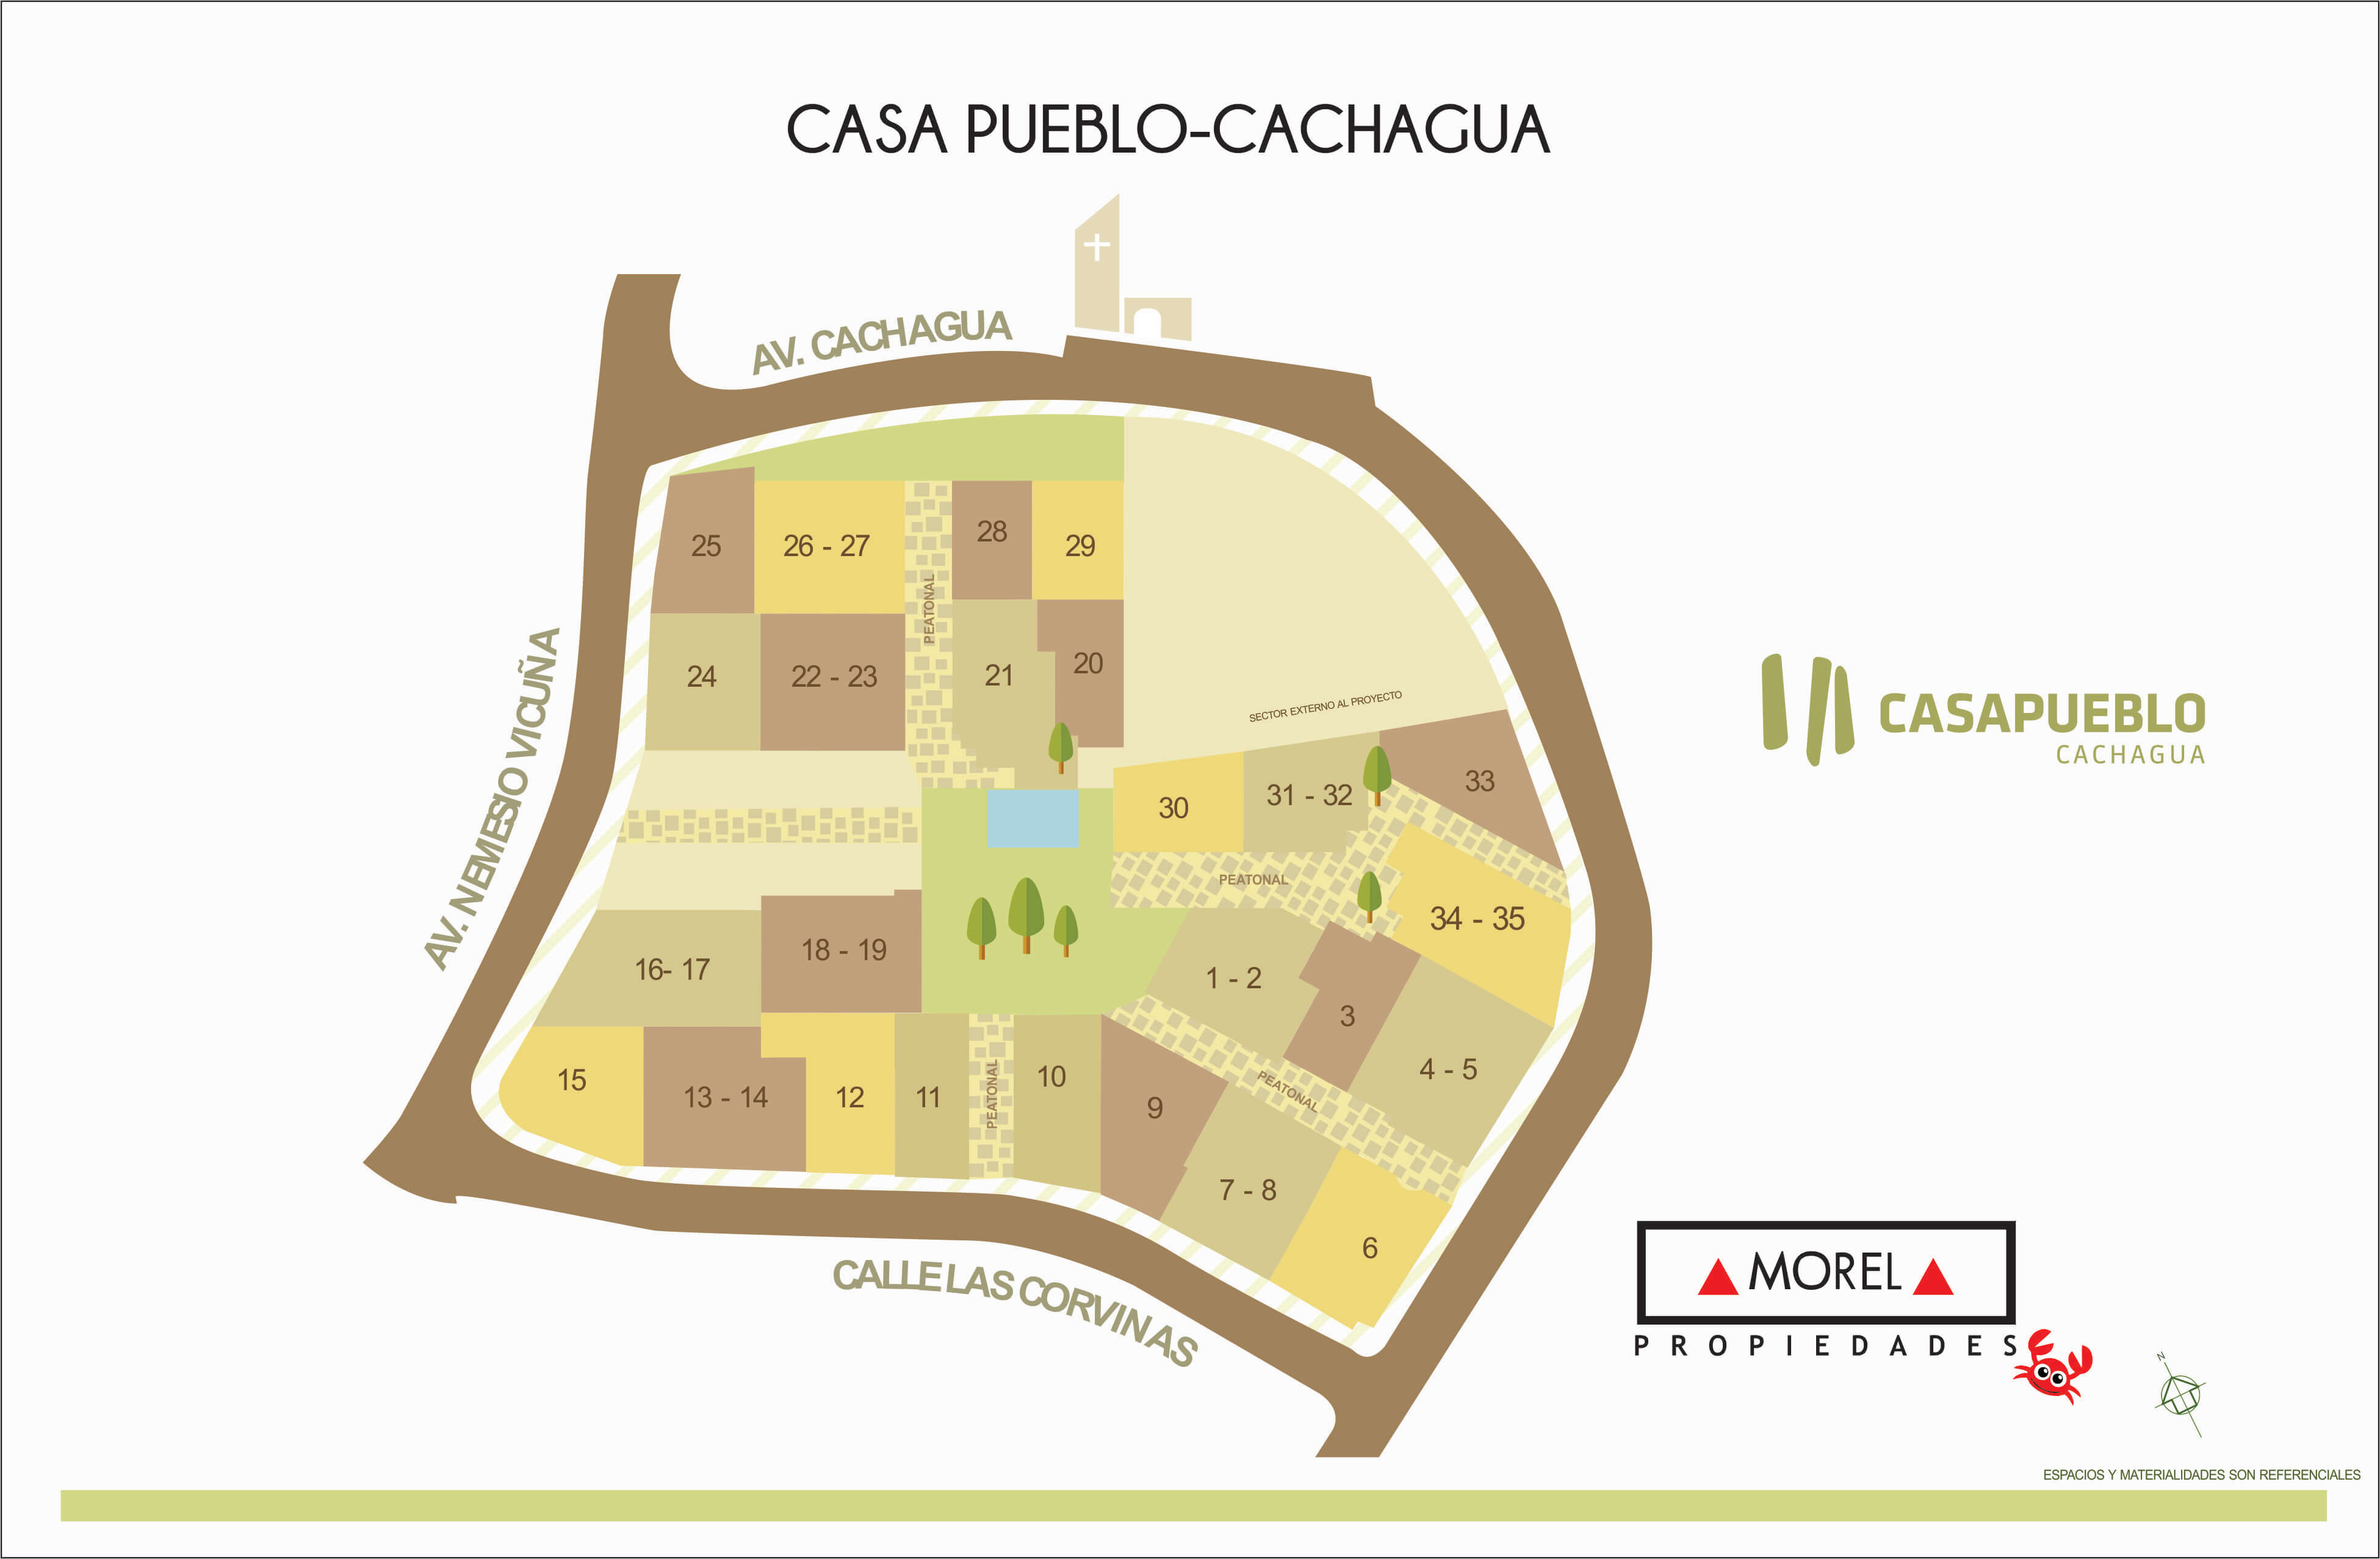 CASA PUEBLO-CACHAGUA
AV. CACHAGUA
25
26 - 27
28
29
PEATONAL
24
22 - 23
21
20
AV. NEMESIO VICUÑA
SECTOR EXTERNO AL PROYECTO
CASAPUEBLO
CACHAGUA
30
31 - 32
33
PEATONAL
34 - 35
18 - 19
16- 17
1 - 2
3
4 - 5
15
13 - 14
12
11
PEATONAL
10
9
PEATONAL
7 - 8
6
CALLE LAS CORVINAS
MOREL
PROPIEDADES
N
ESPACIOS Y MATERIALIDADES SON REFERENCIALES